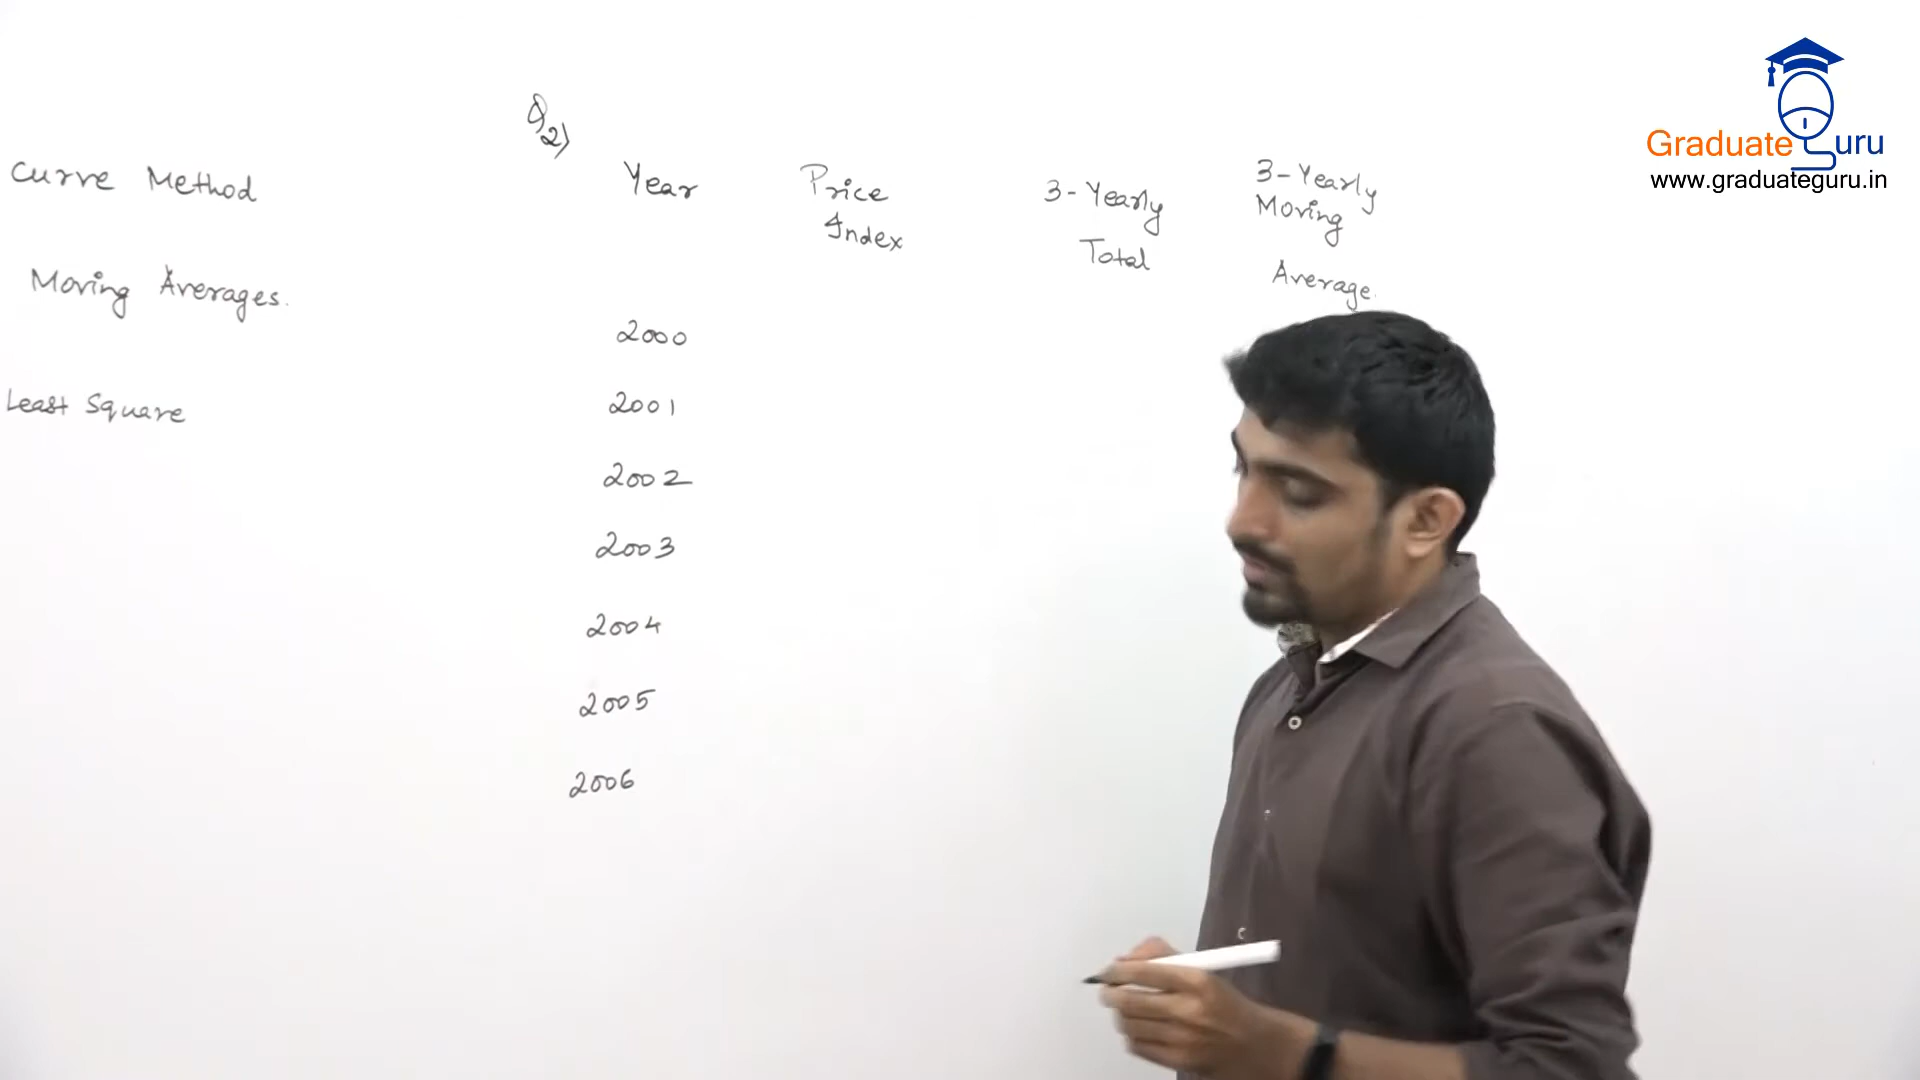 Curve Method
Moving Averages.
Least Square
Q2)
Year
Price
Index
3-Yearly
Total
3-Yearly
Moving
Average.
2000
2001
2002
2003
2004
2005
2006
Graduate Guru
www.graduateguru.in